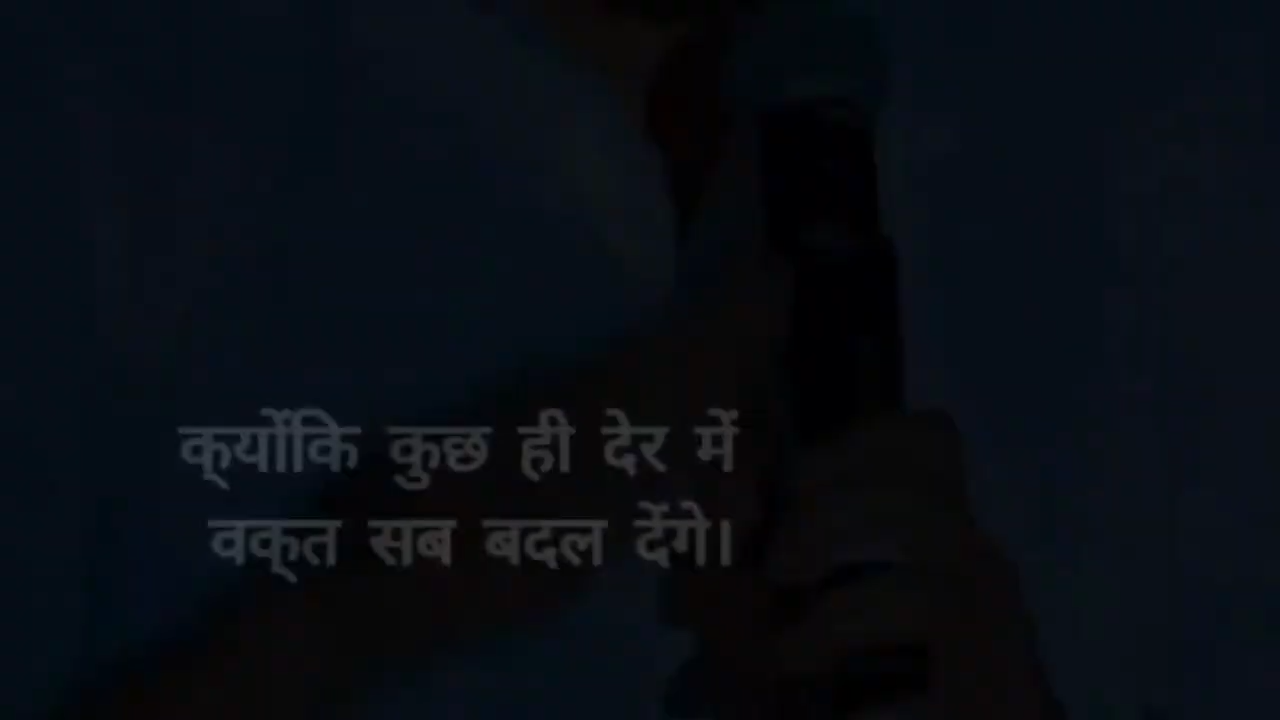 क्योंकि कुछ ही देर में
वक्त सब बदल देंगे।